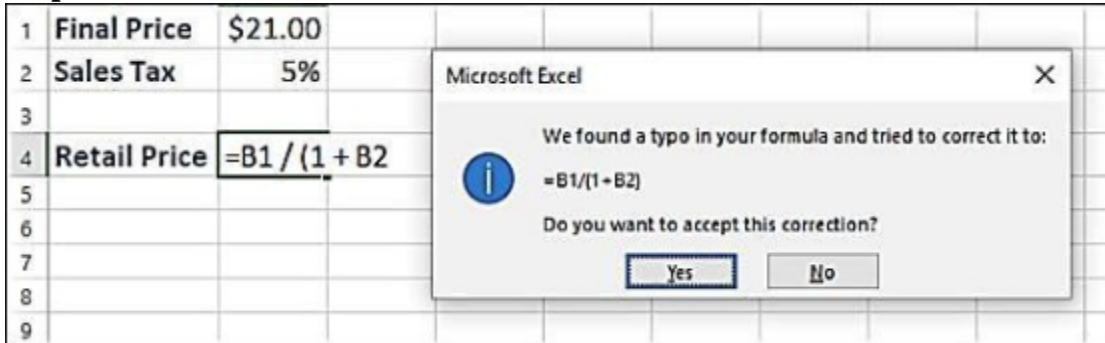 1 Final Price $21.00
2 Sales Tax 5%
3
4 Retail Price =B1 / (1 + B2
5
6
7
8
9
Microsoft Excel
We found a typo in your formula and tried to correct it to:
=B1/(1+B2)
Do you want to accept this correction?
Yes No